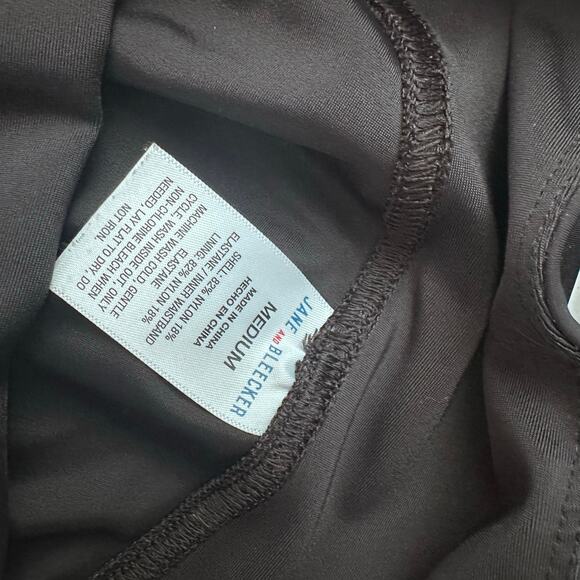 JANE AND BLEECKER
MEDIUM
MADE IN CHINA
HECHO EN CHINA
SHELL: 82% NYLON 18%
ELASTANE / INNER WAISTBAND
LINING: 82% NYLON 18%
ELASTANE
MACHINE WASH COLD, GENTLE
CYCLE, WASH INSIDE OUT, ONLY
NON-CHLORINE BLEACH WHEN
NEEDED, LAY FLAT TO DRY, DO
NOT IRON.